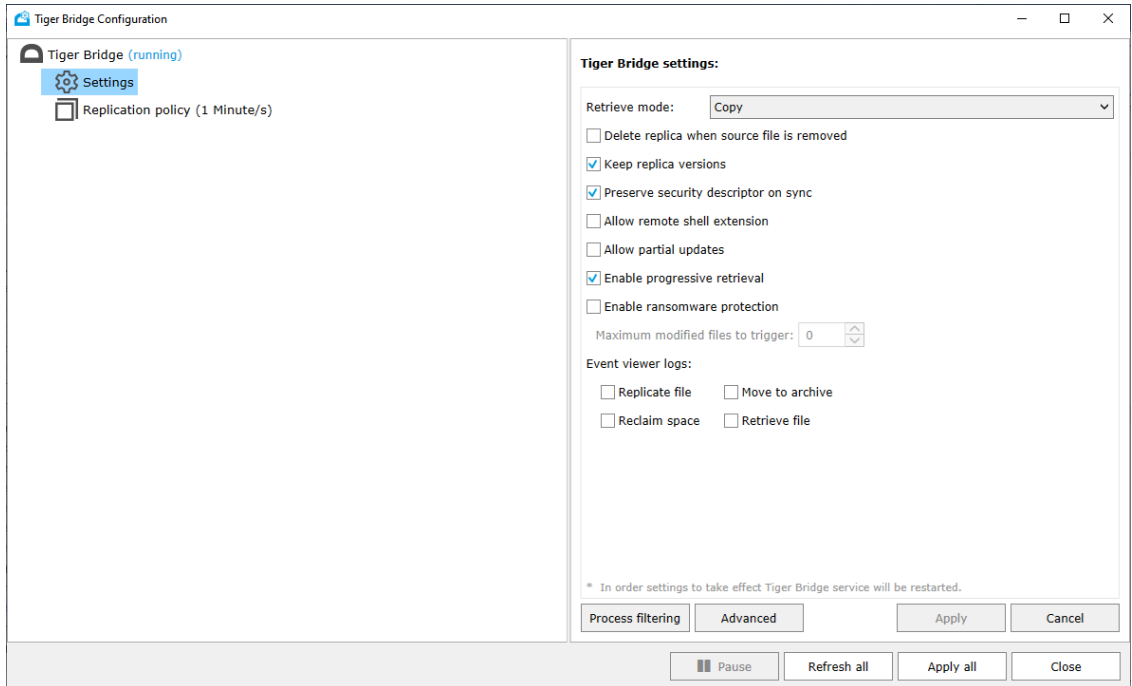 Tiger Bridge Configuration
Tiger Bridge (running)
Settings
Replication policy (1 Minute/s)
Tiger Bridge settings:
Retrieve mode: Copy
Delete replica when source file is removed
Keep replica versions
Preserve security descriptor on sync
Allow remote shell extension
Allow partial updates
Enable progressive retrieval
Enable ransomware protection
Maximum modified files to trigger: 0
Event viewer logs:
Replicate file Move to archive
Reclaim space Retrieve file
* In order settings to take effect Tiger Bridge service will be restarted.
Process filtering Advanced Apply Cancel
Pause Refresh all Apply all Close